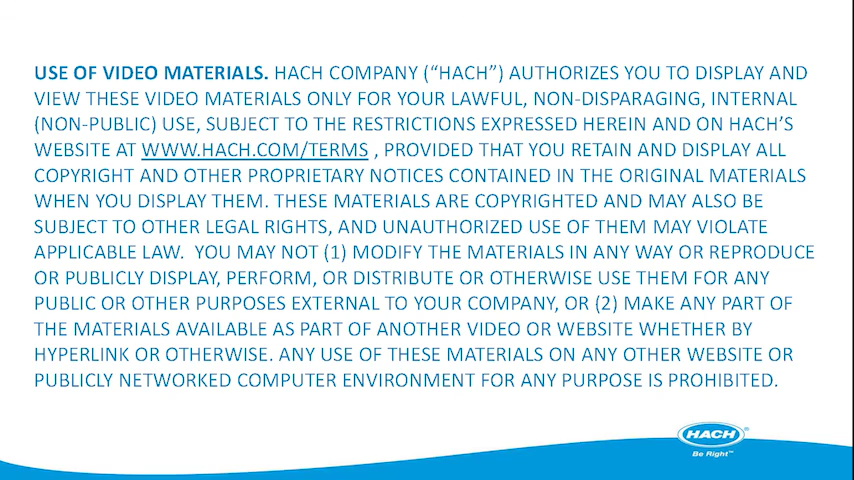 USE OF VIDEO MATERIALS. HACH COMPANY (“HACH”) AUTHORIZES YOU TO DISPLAY AND
VIEW THESE VIDEO MATERIALS ONLY FOR YOUR LAWFUL, NON-DISPARAGING, INTERNAL
(NON-PUBLIC) USE, SUBJECT TO THE RESTRICTIONS EXPRESSED HEREIN AND ON HACH’S
WEBSITE AT WWW.HACH.COM/TERMS , PROVIDED THAT YOU RETAIN AND DISPLAY ALL
COPYRIGHT AND OTHER PROPRIETARY NOTICES CONTAINED IN THE ORIGINAL MATERIALS
WHEN YOU DISPLAY THEM. THESE MATERIALS ARE COPYRIGHTED AND MAY ALSO BE
SUBJECT TO OTHER LEGAL RIGHTS, AND UNAUTHORIZED USE OF THEM MAY VIOLATE
APPLICABLE LAW.  YOU MAY NOT (1) MODIFY THE MATERIALS IN ANY WAY OR REPRODUCE
OR PUBLICLY DISPLAY, PERFORM, OR DISTRIBUTE OR OTHERWISE USE THEM FOR ANY
PUBLIC OR OTHER PURPOSES EXTERNAL TO YOUR COMPANY, OR (2) MAKE ANY PART OF
THE MATERIALS AVAILABLE AS PART OF ANOTHER VIDEO OR WEBSITE WHETHER BY
HYPERLINK OR OTHERWISE. ANY USE OF THESE MATERIALS ON ANY OTHER WEBSITE OR
PUBLICLY NETWORKED COMPUTER ENVIRONMENT FOR ANY PURPOSE IS PROHIBITED.
HACH®
Be Right™